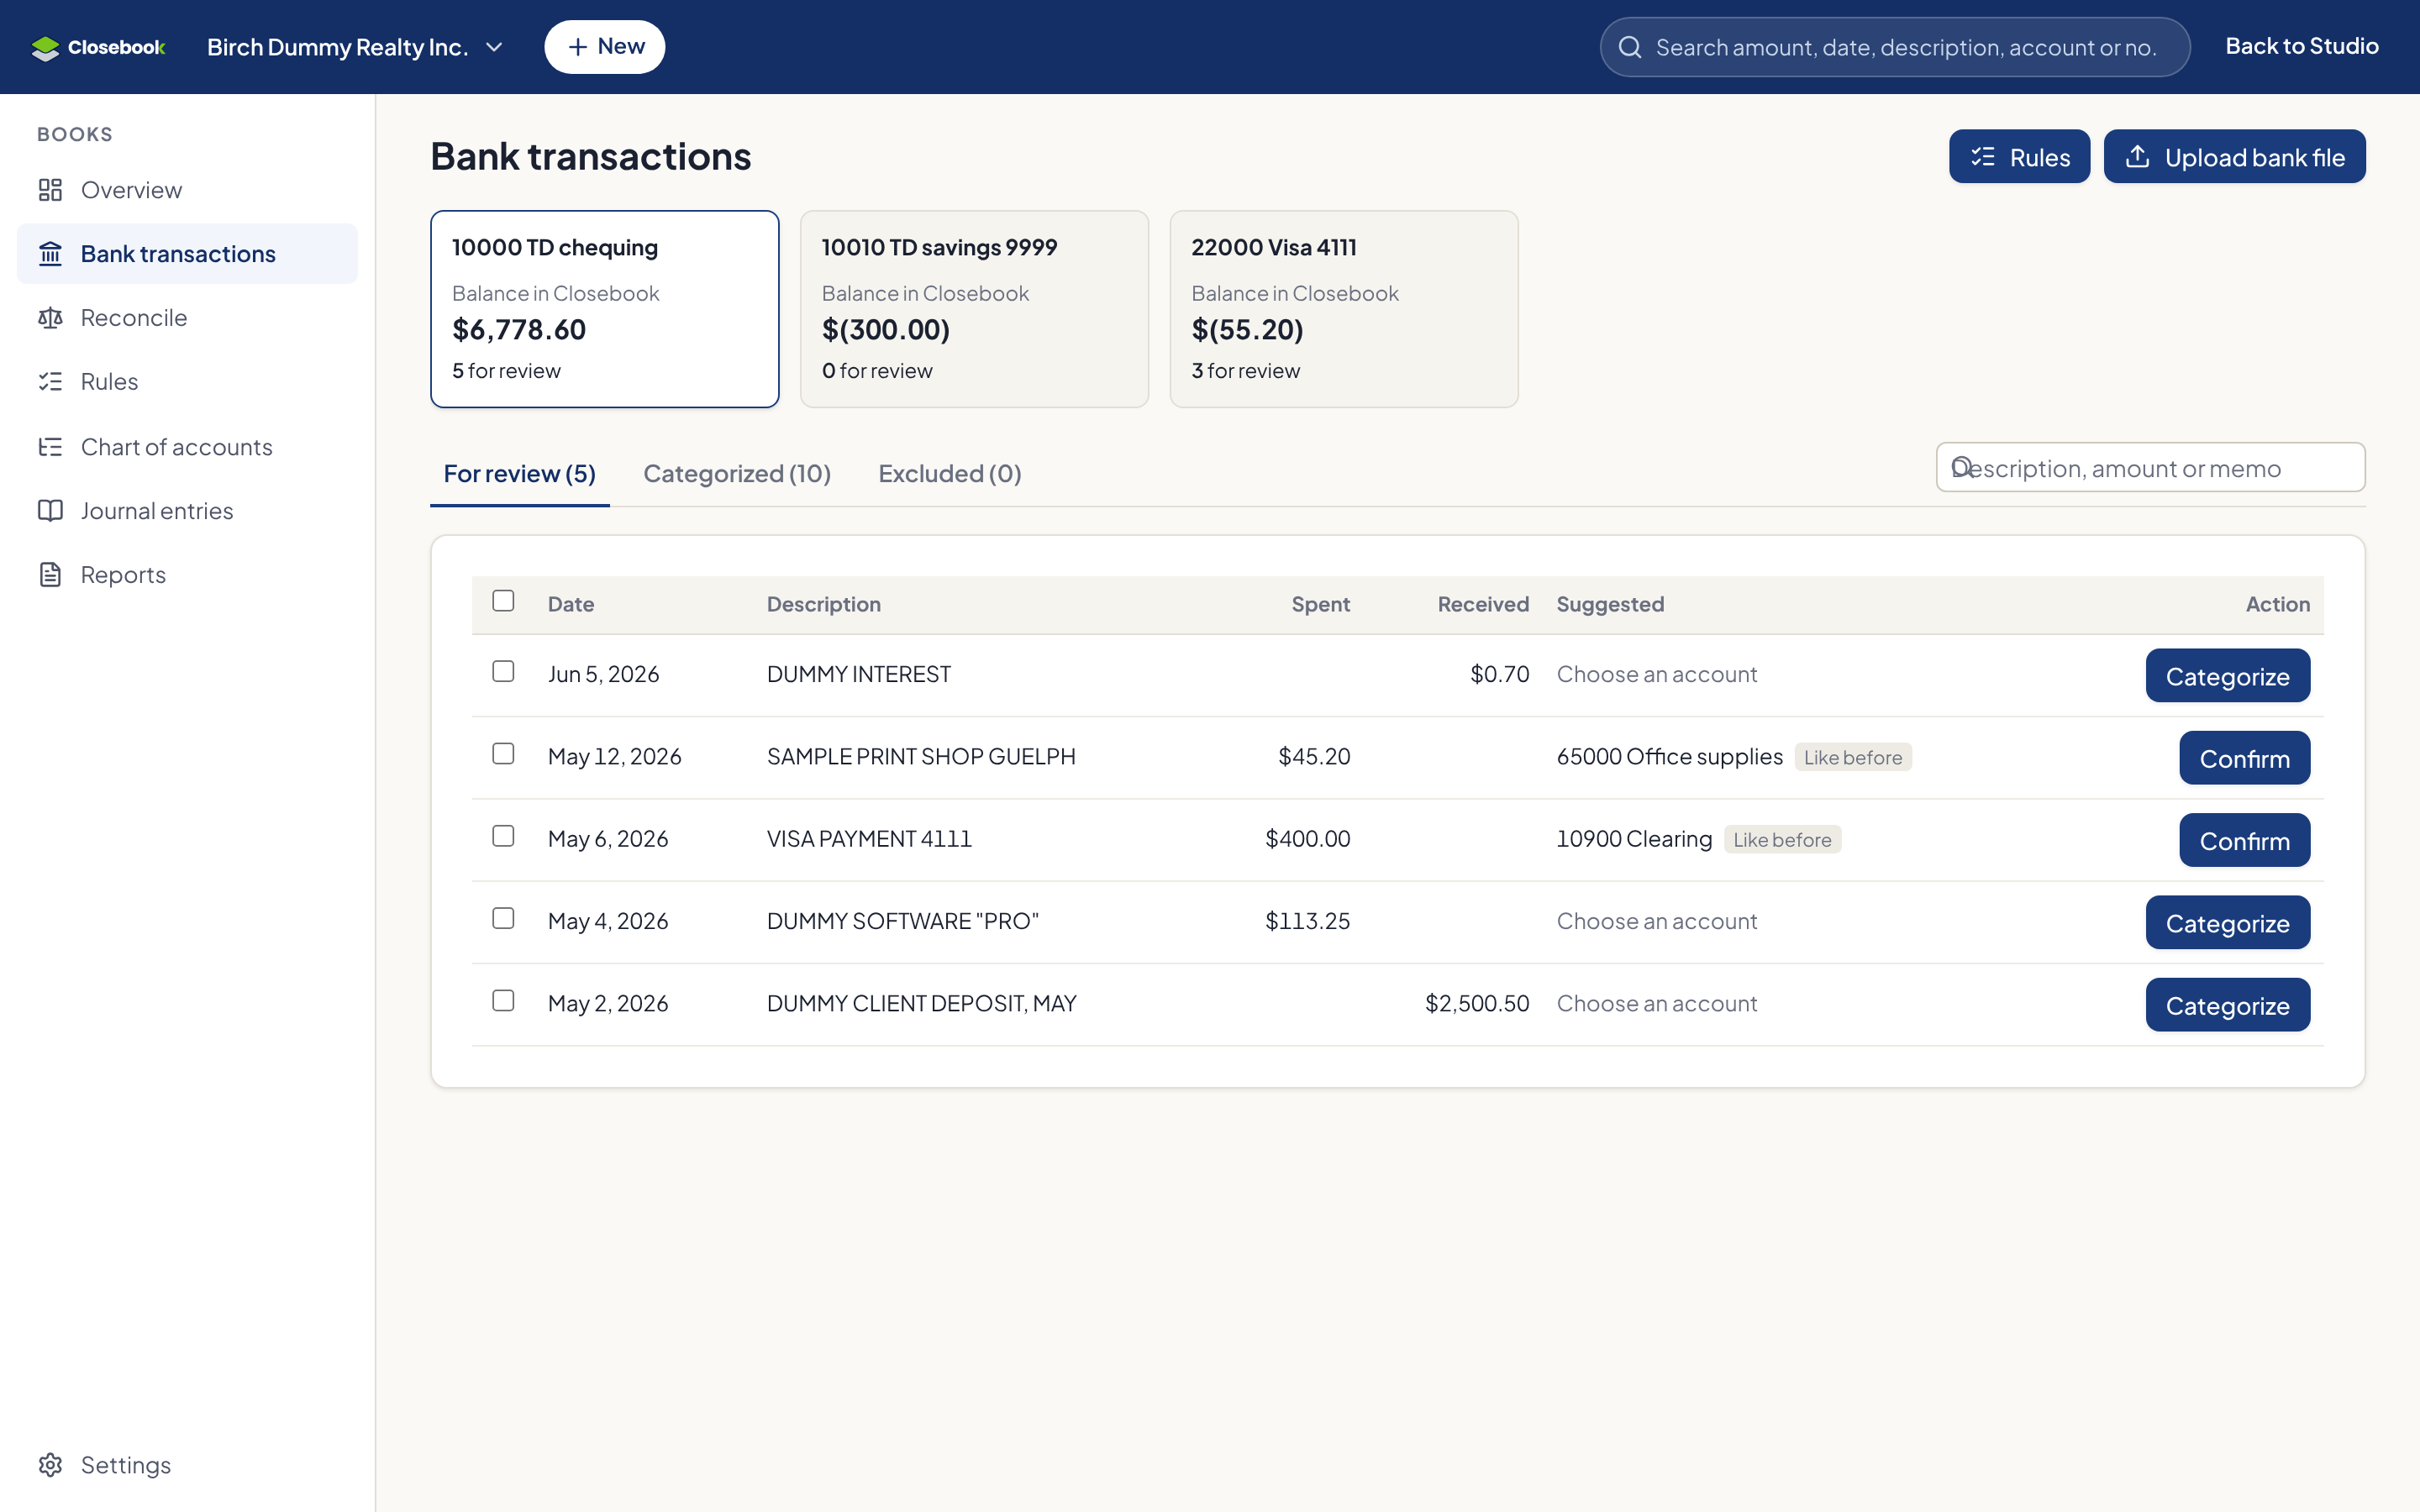 Closebook Birch Dummy Realty Inc. New Search amount, date, description, account or no. Back to Studio
BOOKS
Overview
Bank transactions
Reconcile
Rules
Chart of accounts
Journal entries
Reports
Settings
Bank transactions Rules Upload bank file
10000 TD chequing
Balance in Closebook
$6,778.60
5 for review
10010 TD savings 9999
Balance in Closebook
$(300.00)
0 for review
22000 Visa 4111
Balance in Closebook
$(55.20)
3 for review
For review (5) Categorized (10) Excluded (0) Description, amount or memo
Date Description Spent Received Suggested Action
Jun 5, 2026 DUMMY INTEREST $0.70 Choose an account Categorize
May 12, 2026 SAMPLE PRINT SHOP GUELPH $45.20 65000 Office supplies Like before Confirm
May 6, 2026 VISA PAYMENT 4111 $400.00 10900 Clearing Like before Confirm
May 4, 2026 DUMMY SOFTWARE "PRO" $113.25 Choose an account Categorize
May 2, 2026 DUMMY CLIENT DEPOSIT, MAY $2,500.50 Choose an account Categorize